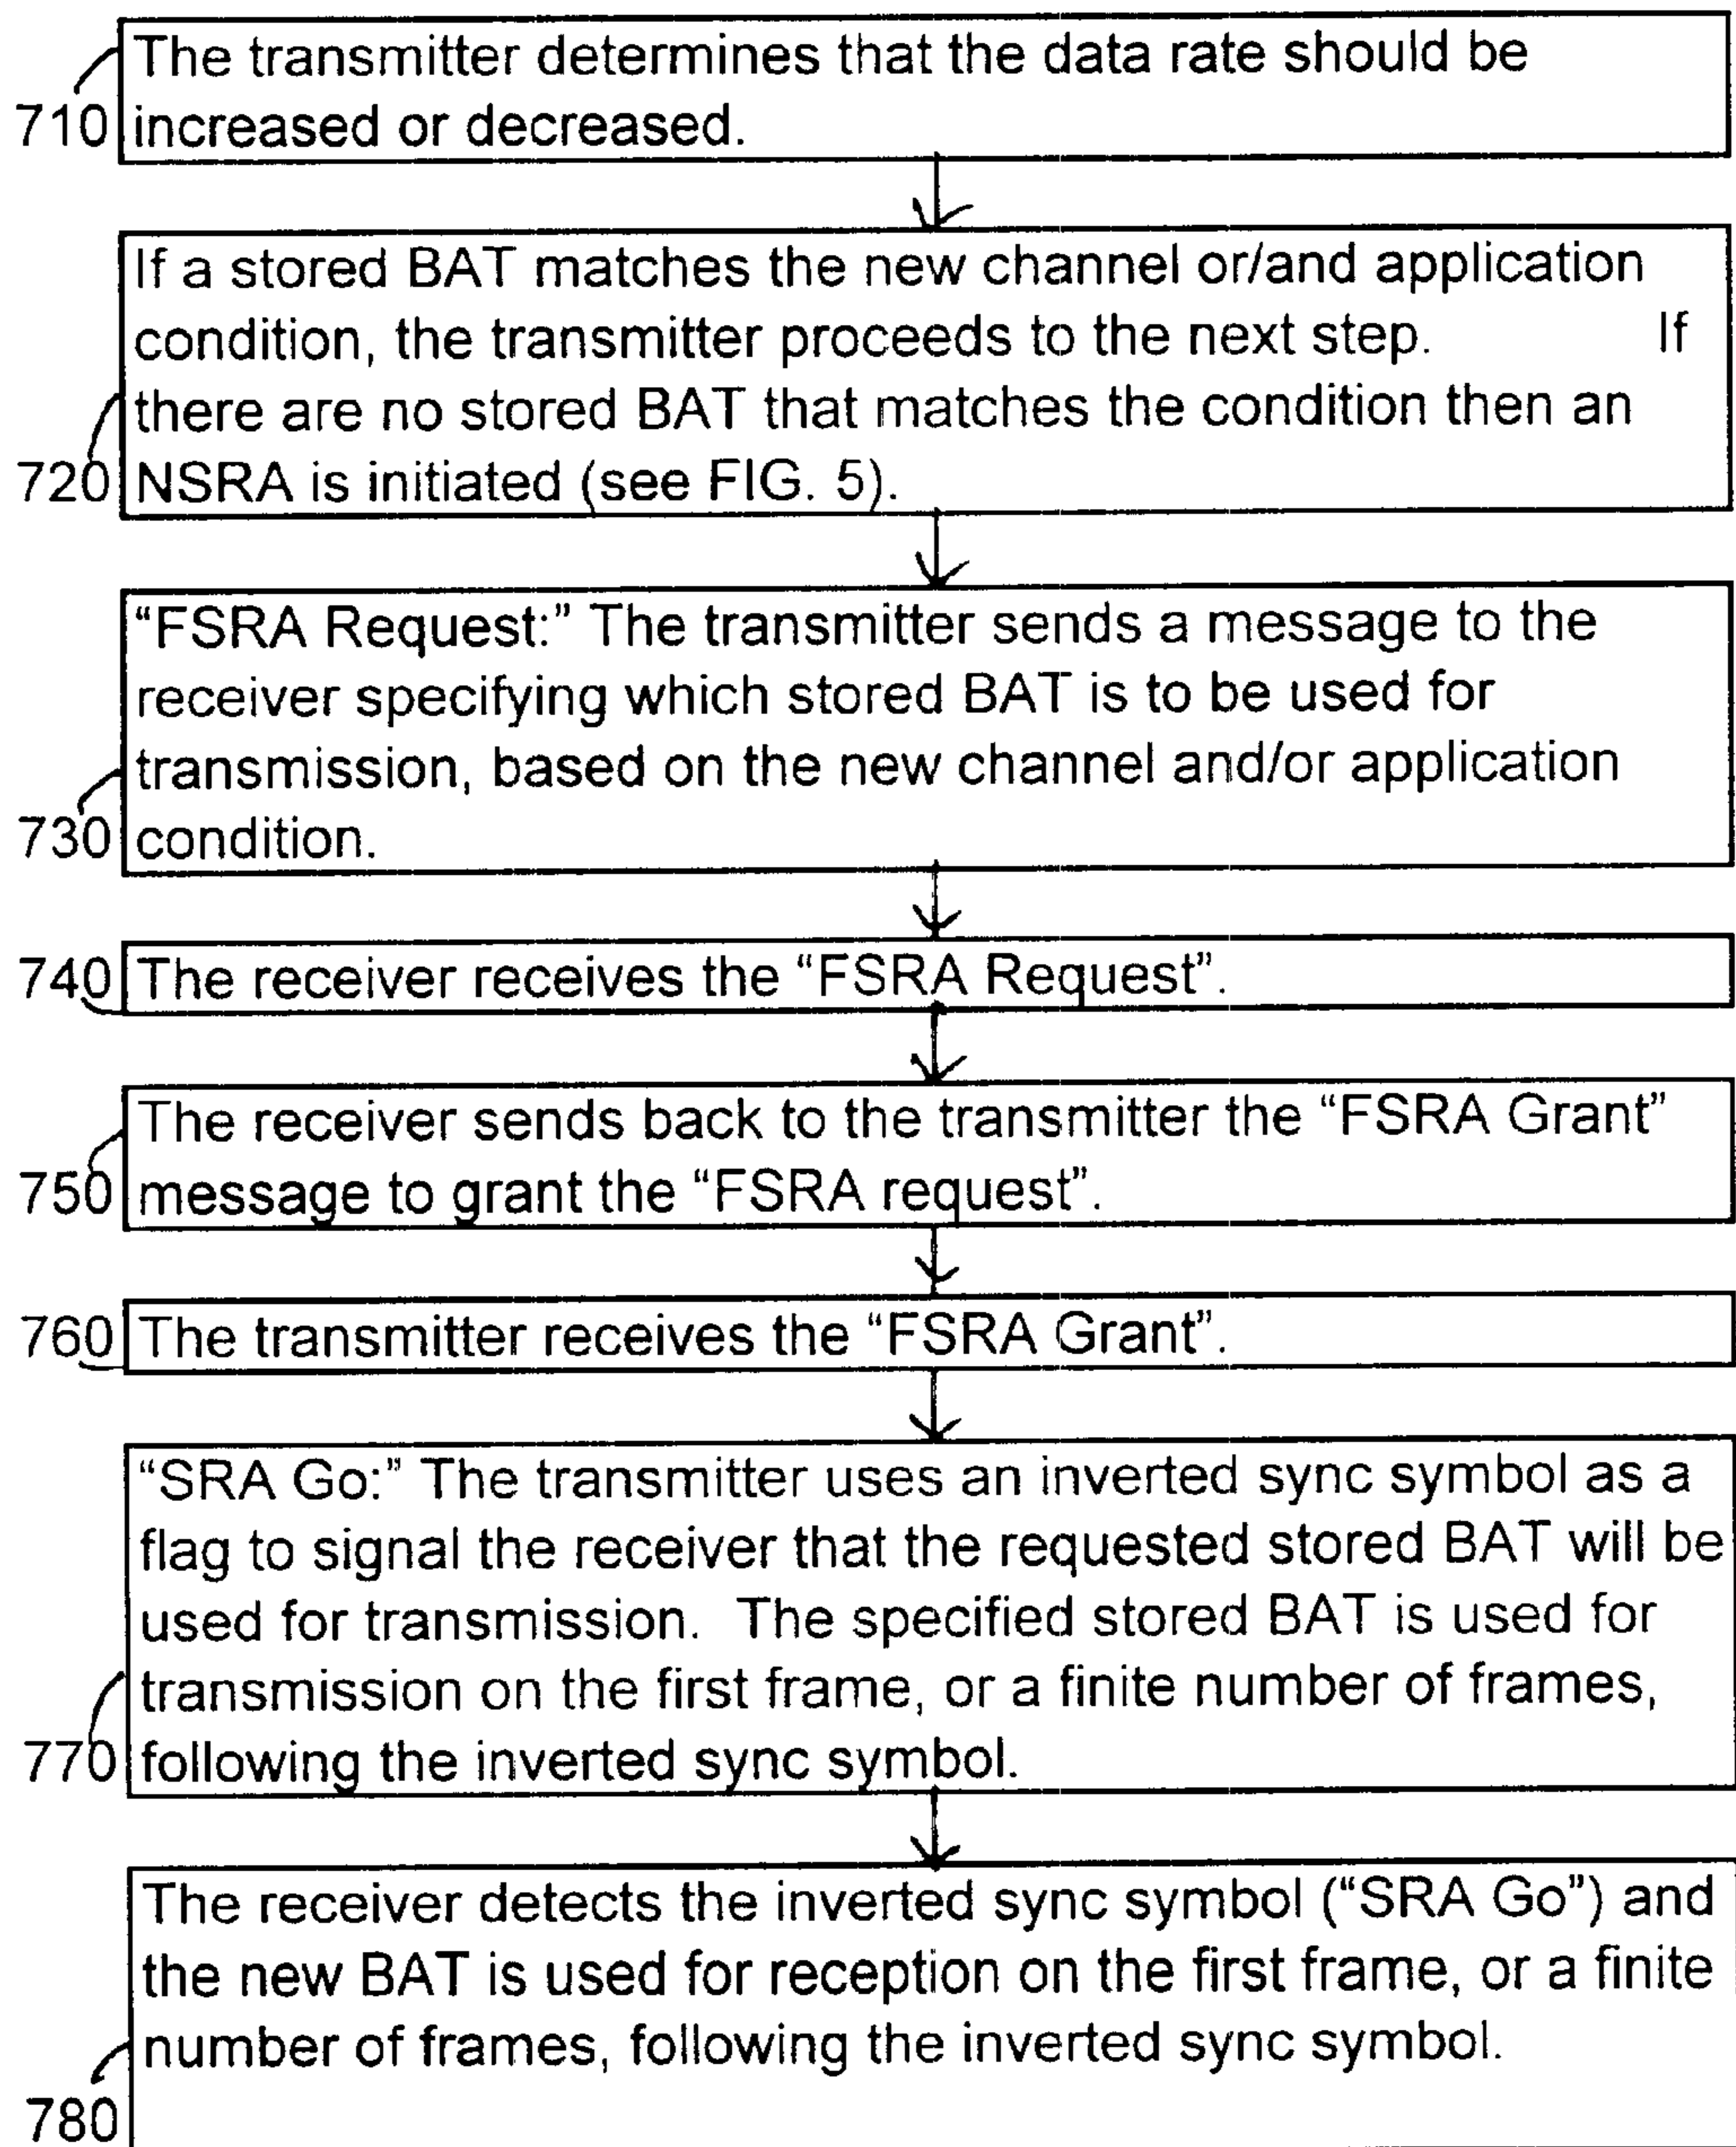 The transmitter determines that the data rate should be
710 increased or decreased.
If a stored BAT matches the new channel or/and application
condition, the transmitter proceeds to the next step. If
there are no stored BAT that matches the condition then an
720 NSRA is initiated (see FIG. 5).
“FSRA Request:” The transmitter sends a message to the
receiver specifying which stored BAT is to be used for
transmission, based on the new channel and/or application
730 condition.
740 The receiver receives the “FSRA Request”.
The receiver sends back to the transmitter the “FSRA Grant”
750 message to grant the “FSRA request”.
760 The transmitter receives the “FSRA Grant”.
“SRA Go:” The transmitter uses an inverted sync symbol as a
flag to signal the receiver that the requested stored BAT will be
used for transmission. The specified stored BAT is used for
transmission on the first frame, or a finite number of frames,
770 following the inverted sync symbol.
The receiver detects the inverted sync symbol (“SRA Go”) and
the new BAT is used for reception on the first frame, or a finite
number of frames, following the inverted sync symbol.
780